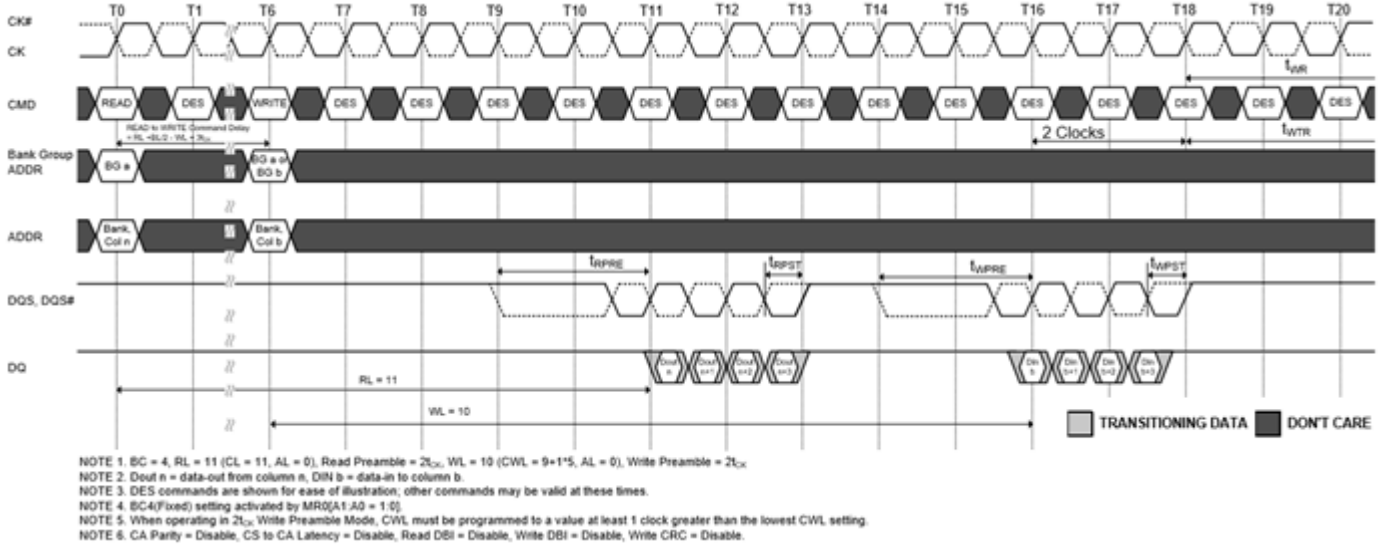 T0 T1 T6 T7 T8 T9 T10 T11 T12 T13 T14 T15 T16 T17 T18 T19 T20
CK#
CK
tWR
CMD READ DES WRITE DES DES DES DES DES DES DES DES DES DES DES DES DES DES
READ to WRITE Command Delay
= RL +BL/2 - WL + 3tCK
2 Clocks
tWTR
Bank Group
ADDR
BG a
BG a or
BG b
ADDR
Bank,
Col n
Bank,
Col b
tRPRE tRPST tWPRE tWPST
DQS, DQS#
DQ
Dout
n
Dout
n+1
Dout
n+2
Dout
n+3
Din
b
Din
b+1
Din
b+2
Din
b+3
RL = 11
WL = 10
TRANSITIONING DATA DON'T CARE
NOTE 1. BC = 4, RL = 11 (CL = 11, AL = 0), Read Preamble = 2tCK, WL = 10 (CWL = 9+1*5, AL = 0), Write Preamble = 2tCK
NOTE 2. Dout n = data-out from column n, DIN b = data-in to column b.
NOTE 3. DES commands are shown for ease of illustration; other commands may be valid at these times.
NOTE 4. BC4(Fixed) setting activated by MR0[A1:A0 = 1:0].
NOTE 5. When operating in 2tCK Write Preamble Mode, CWL must be programmed to a value at least 1 clock greater than the lowest CWL setting.
NOTE 6. CA Parity = Disable, CS to CA Latency = Disable, Read DBI = Disable, Write DBI = Disable, Write CRC = Disable.